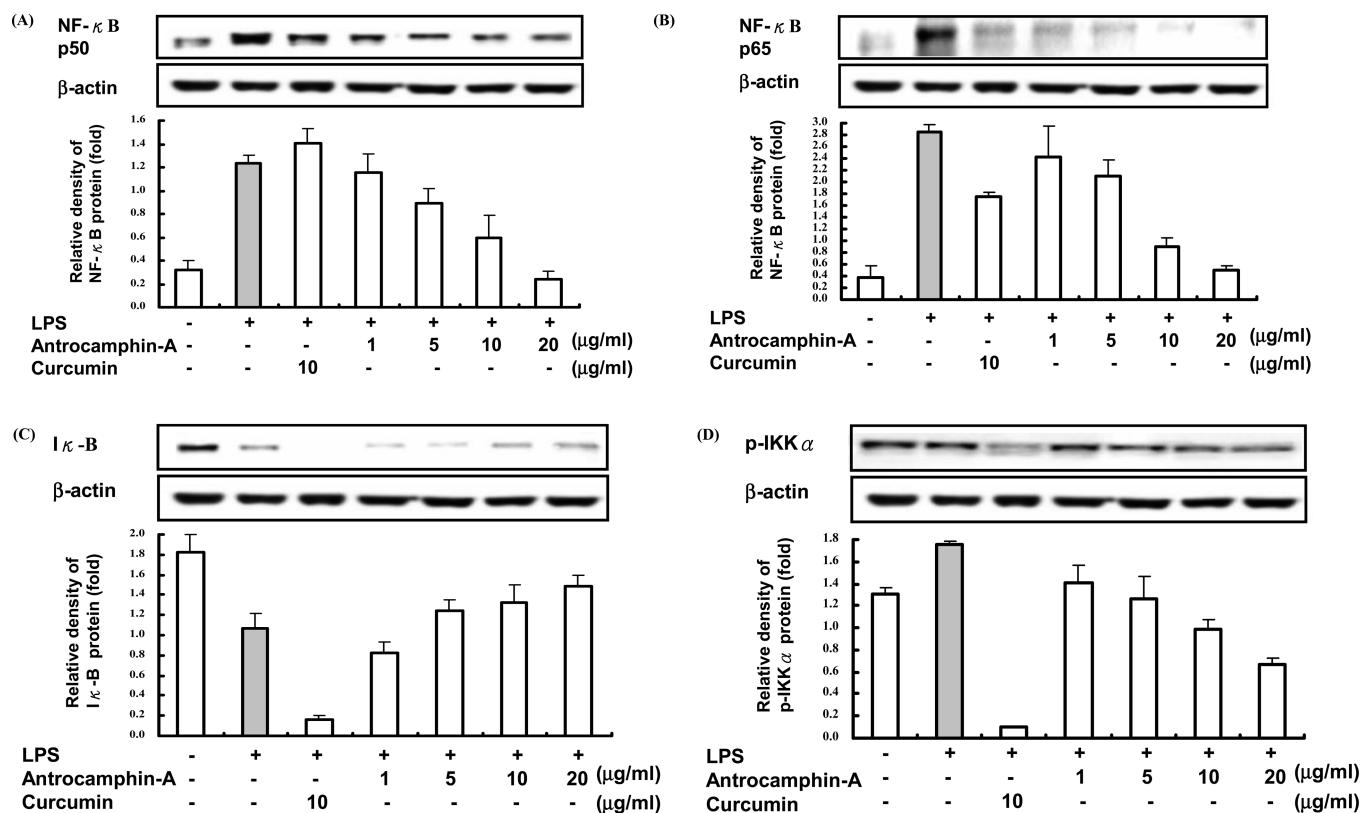 (A)
NF-κB
p50
β-actin
Relative density of
NF-κB protein (fold)
1.6
1.4
1.2
1.0
0.8
0.6
0.4
0.2
0.0
LPS - + + + + + +
Antrocamphin-A - - - 1 5 10 20 (μg/ml)
Curcumin - - 10 - - - - (μg/ml)
(B)
NF-κB
p65
β-actin
Relative density of
NF-κB protein (fold)
3.0
2.8
2.6
2.4
2.2
2.0
1.8
1.6
1.4
1.2
1.0
0.8
0.6
0.4
0.2
0.0
LPS - + + + + + +
Antrocamphin-A - - - 1 5 10 20 (μg/ml)
Curcumin - - 10 - - - - (μg/ml)
(C)
Iκ-B
β-actin
Relative density of
Iκ-B protein (fold)
2.0
1.8
1.6
1.4
1.2
1.0
0.8
0.6
0.4
0.2
0.0
LPS - + + + + + +
Antrocamphin-A - - - 1 5 10 20 (μg/ml)
Curcumin - - 10 - - - - (μg/ml)
(D)
p-IKKα
β-actin
Relative density of
p-IKKα protein (fold)
1.8
1.6
1.4
1.2
1.0
0.8
0.6
0.4
0.2
0.0
LPS - + + + + + +
Antrocamphin-A - - - 1 5 10 20 (μg/ml)
Curcumin - - 10 - - - - (μg/ml)